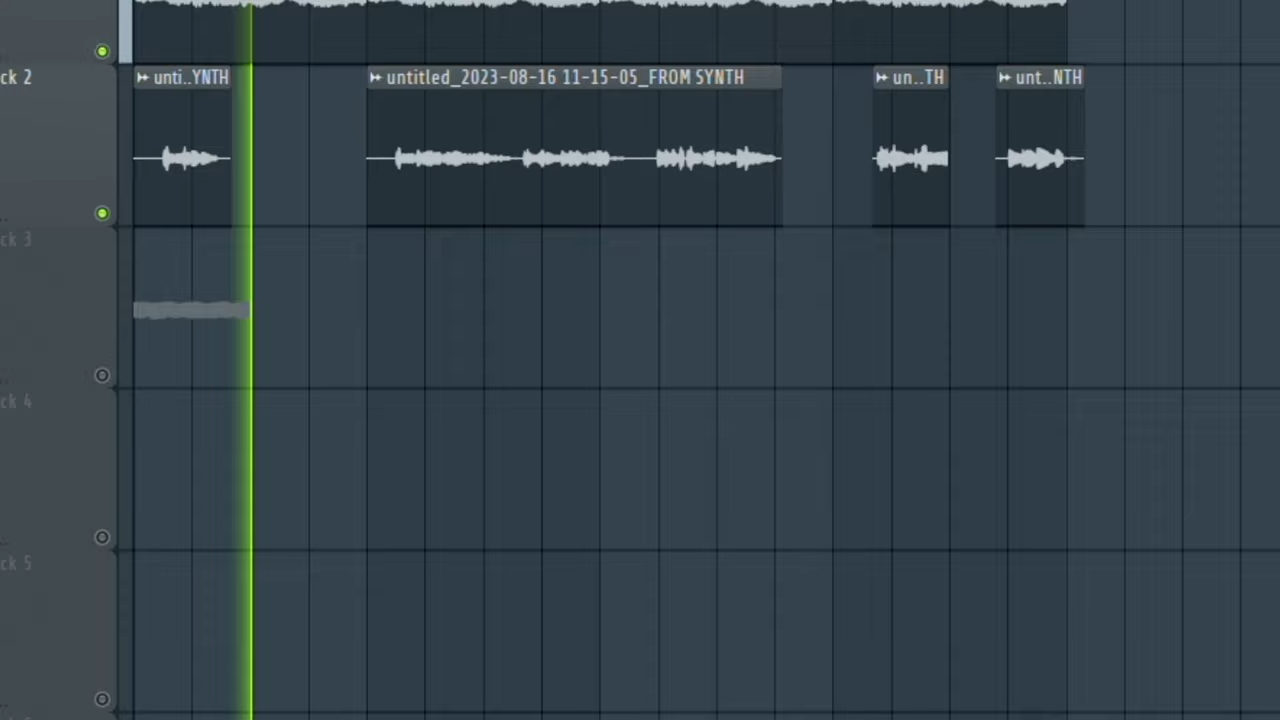 ck 2
unti..YNTH
untitled_2023-08-16 11-15-05_FROM SYNTH
un..TH
unt..NTH
ck 3
ck 4
ck 5